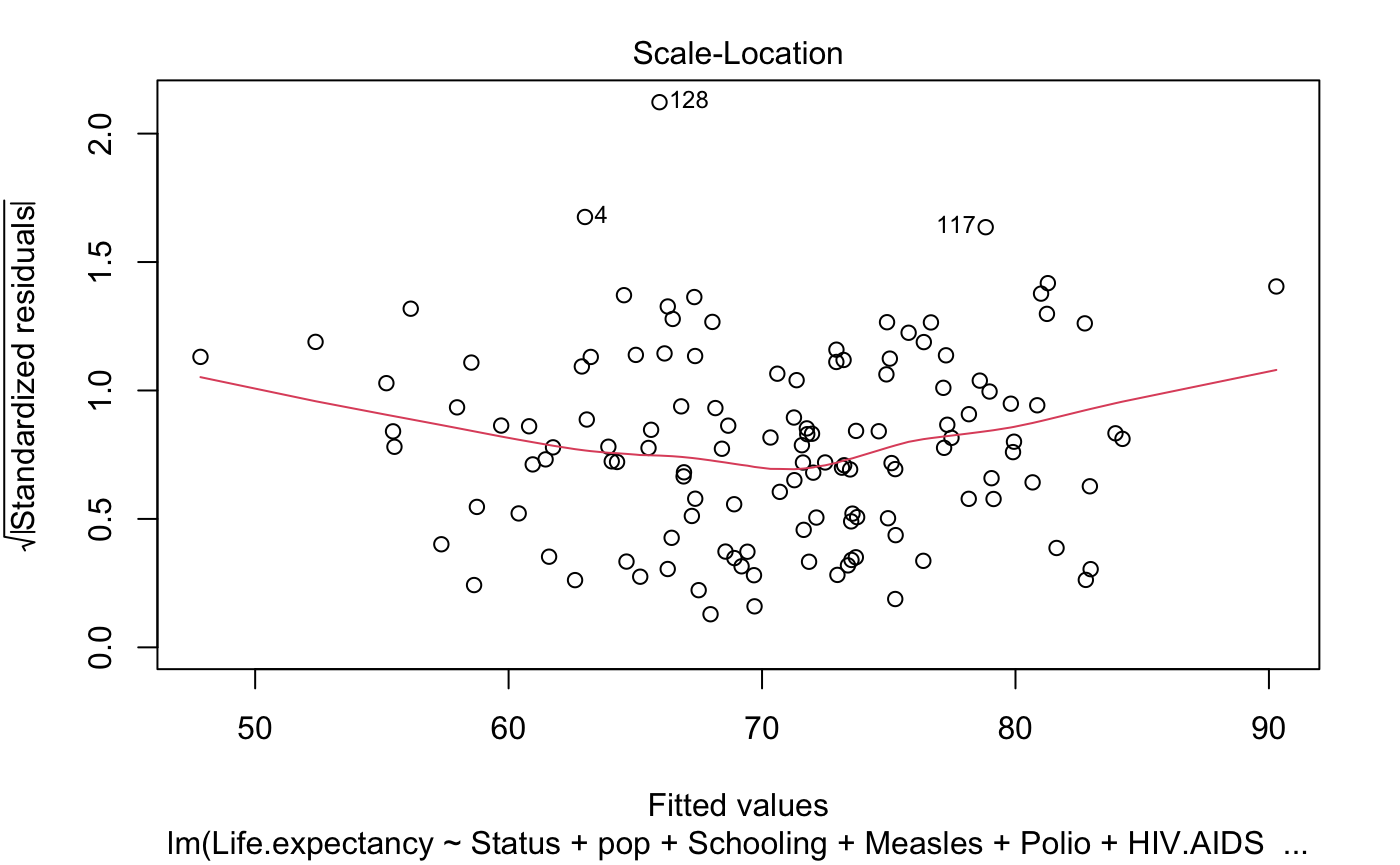 Scale-Location
√|Standardized residuals|
2.0
1.5
1.0
0.5
0.0
128
4
117
50 60 70 80 90
Fitted values
lm(Life.expectancy ~ Status + pop + Schooling + Measles + Polio + HIV.AIDS ...